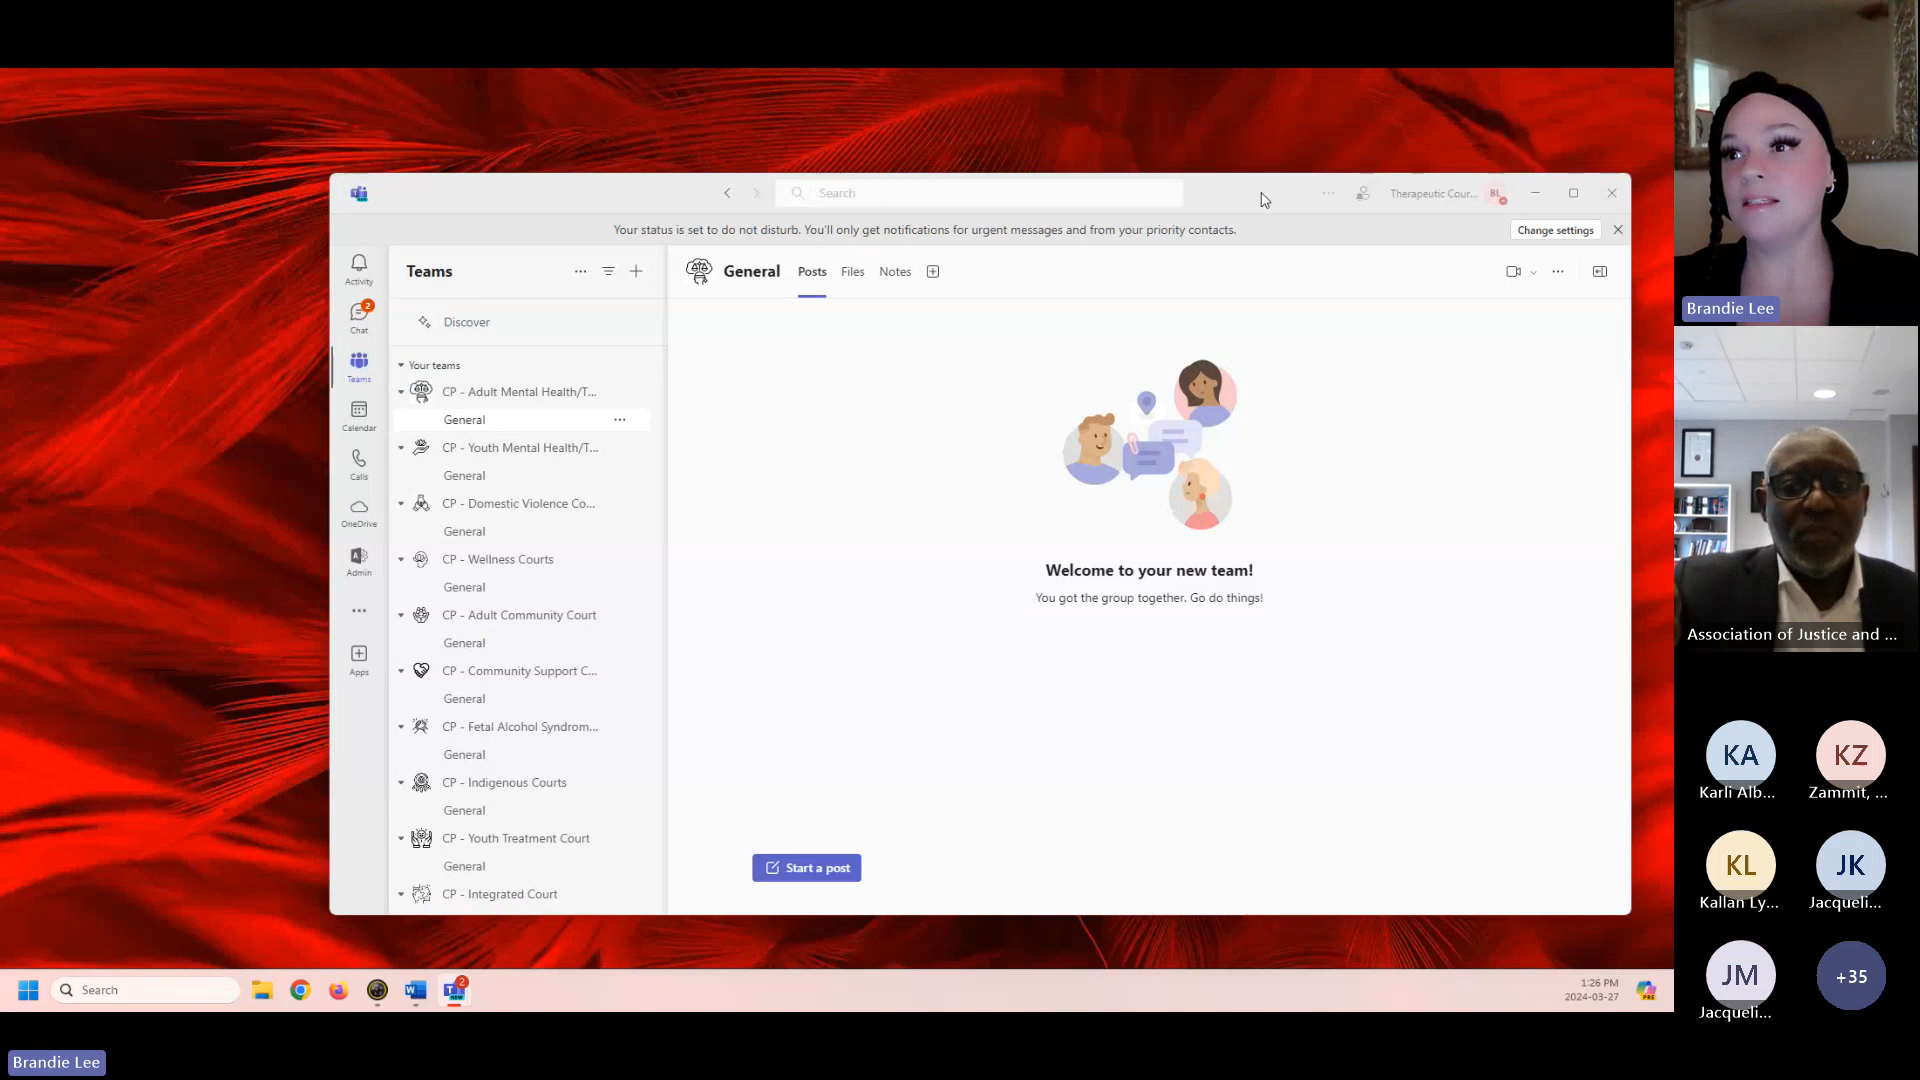 Search
Therapeutic Cour...
BL
Your status is set to do not disturb. You'll only get notifications for urgent messages and from your priority contacts.
Change settings
Activity
2
Chat
Teams
Calendar
Calls
OneDrive
Admin
Apps
Teams
Discover
Your teams
CP - Adult Mental Health/T...
General
CP - Youth Mental Health/T...
General
CP - Domestic Violence Co...
General
CP - Wellness Courts
General
CP - Adult Community Court
General
CP - Community Support C...
General
CP - Fetal Alcohol Syndrom...
General
CP - Indigenous Courts
General
CP - Youth Treatment Court
General
CP - Integrated Court
General Posts Files Notes
Welcome to your new team!
You got the group together. Go do things!
Start a post
Search
2
NEW
1:26 PM
2024-03-27
PRE
Brandie Lee
Brandie Lee
Association of Justice and ...
KA
Karli Alb...
KZ
Zammit, ...
KL
Kallan Ly...
JK
Jacqueli...
JM
Jacqueli...
+35